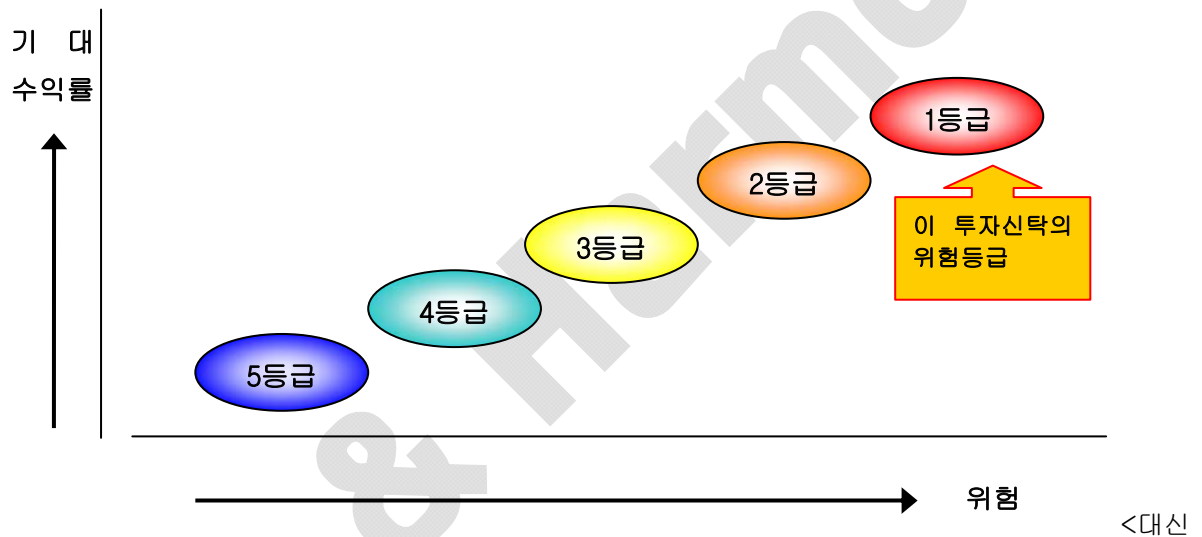 기 대
수익률
1등급
2등급
이 투자신탁의
위험등급
3등급
4등급
5등급
위험
<대신
& Harmo